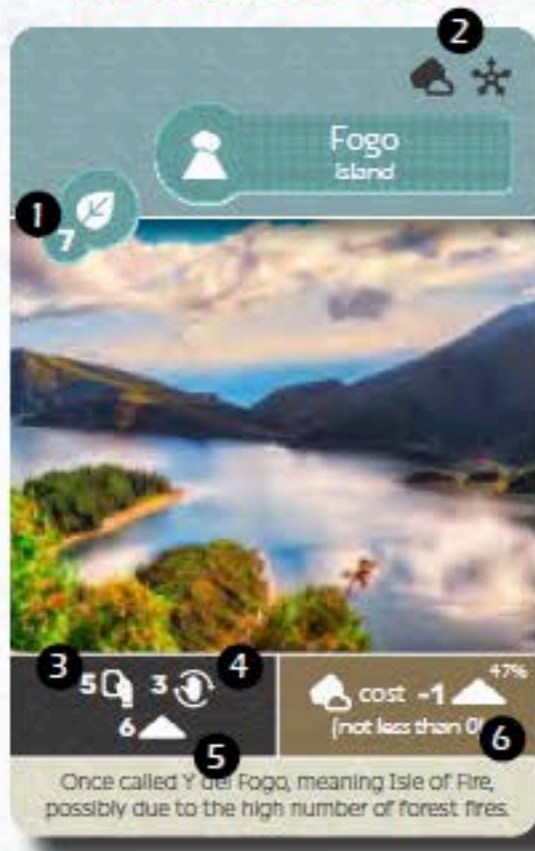 2
Fogo
Island
1
7
3 5 3 4
6
5
cost -1 47%
(not less than 0)
6
Once called Y del Fogo, meaning Isle of Fire,
possibly due to the high number of forest fires.